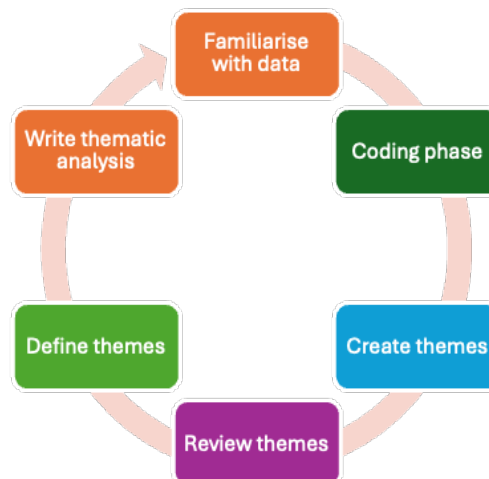 Familiarise
with data
Coding phase
Create themes
Review themes
Define themes
Write thematic
analysis